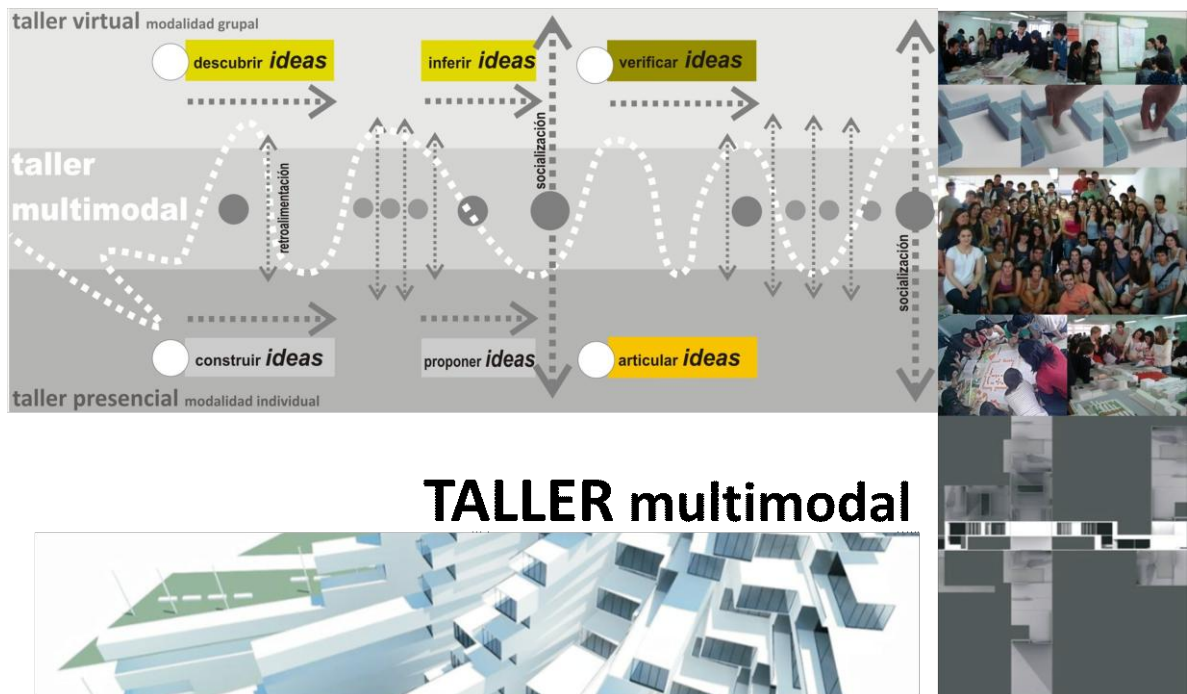 taller virtual modalidad grupal
descubrir ideas
inferir ideas
verificar ideas
taller
multimodal
retroalimentación
socialización
socialización
construir ideas
proponer ideas
articular ideas
taller presencial modalidad individual
TALLER multimodal